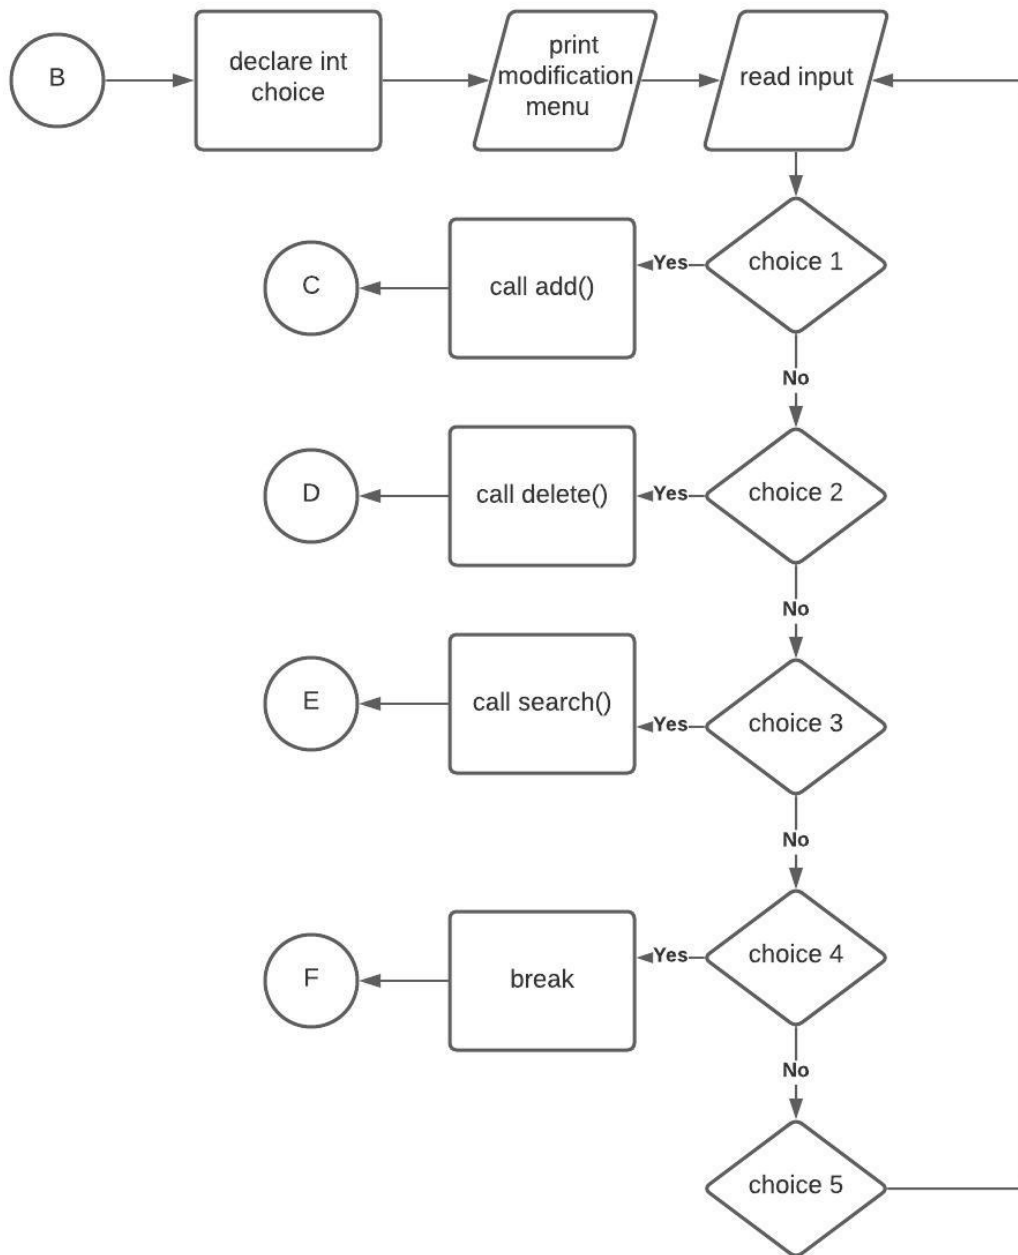 B
declare int
choice
print
modification
menu
read input
choice 1
Yes
call add()
C
No
choice 2
Yes
call delete()
D
No
choice 3
Yes
call search()
E
No
choice 4
Yes
break
F
No
choice 5